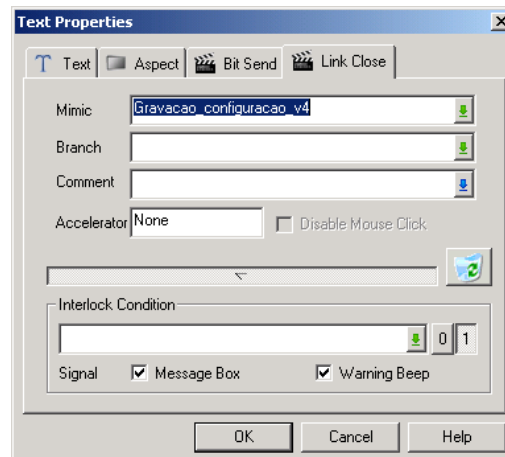 Text Properties
Text Aspect Bit Send Link Close
Mimic Gravacao_configuracao_v4
Branch
Comment
Accelerator None Disable Mouse Click
Interlock Condition
0 1
Signal Message Box Warning Beep
OK Cancel Help